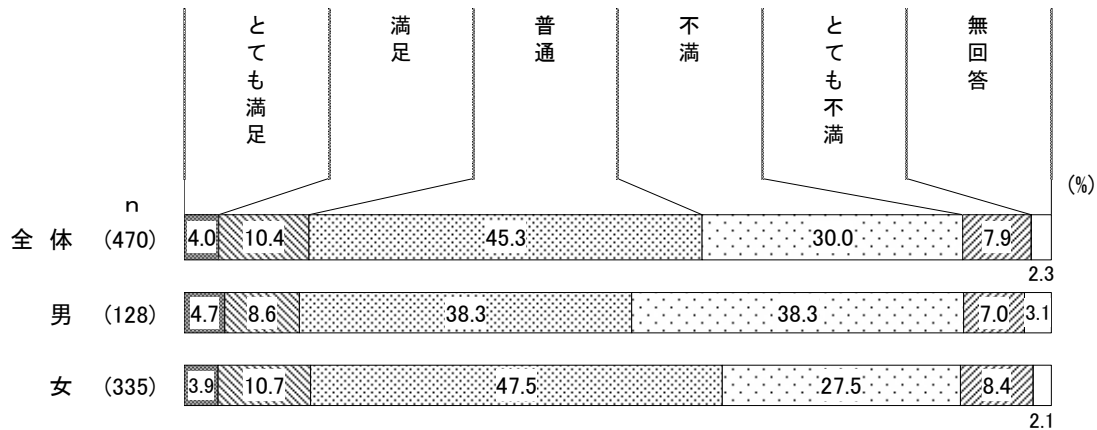 とても満足
満足
普通
不満
とても不満
無回答
(%)
n
全体 (470) 4.0 10.4 45.3 30.0 7.9
2.3
男 (128) 4.7 8.6 38.3 38.3 7.0 3.1
女 (335) 3.9 10.7 47.5 27.5 8.4
2.1